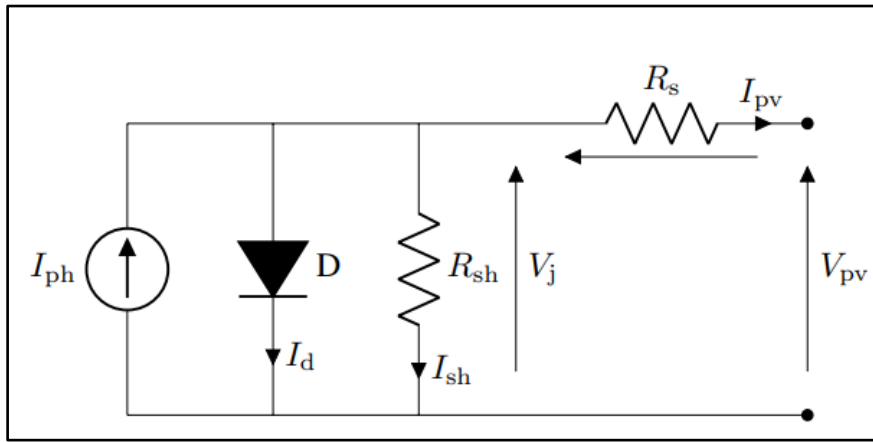 R_s
I_pv
I_ph
D
R_sh
V_j
V_pv
I_d
I_sh